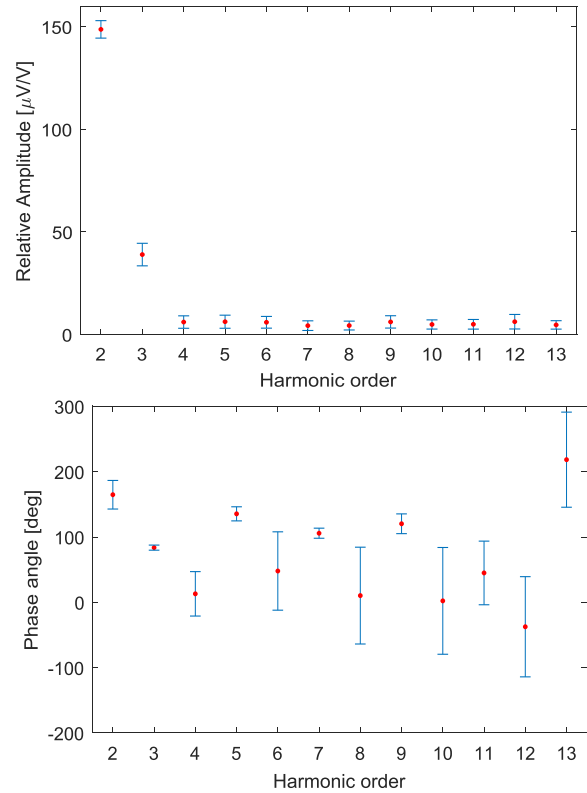 Relative Amplitude [μV/V]
150
100
50
0
2 3 4 5 6 7 8 9 10 11 12 13
Harmonic order
Phase angle [deg]
300
200
100
0
-100
-200
2 3 4 5 6 7 8 9 10 11 12 13
Harmonic order